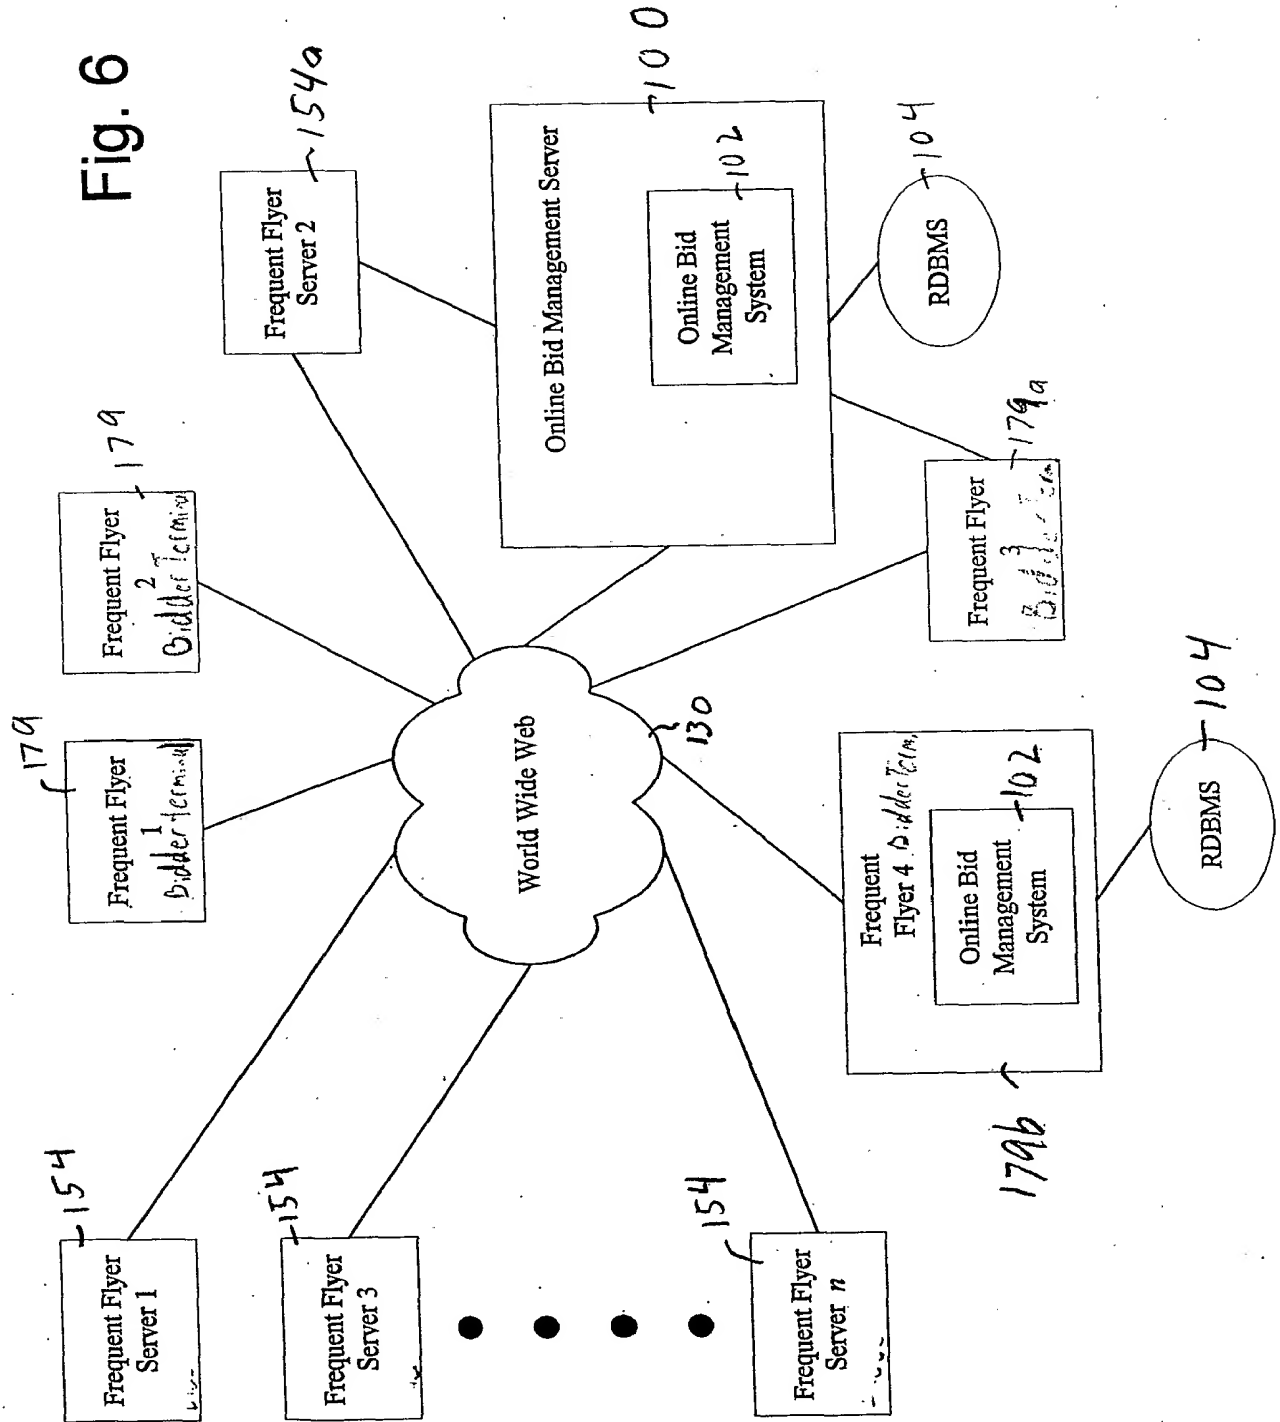 Fig. 6
Frequent Flyer
Server 1
154
Frequent Flyer
1
Bidder Terminal
179
Frequent Flyer
2
Bidder Terminal
179
Frequent Flyer
Server 2
154a
Frequent Flyer
Server 3
154
World Wide Web
130
Online Bid Management Server
100
Online Bid
Management
System
102
RDBMS
104
Frequent Flyer
Server n
154
Frequent
Flyer 4 Bidder Term.
179b
Online Bid
Management
System
102
RDBMS
104
Frequent Flyer
3
Bidder Term
179a